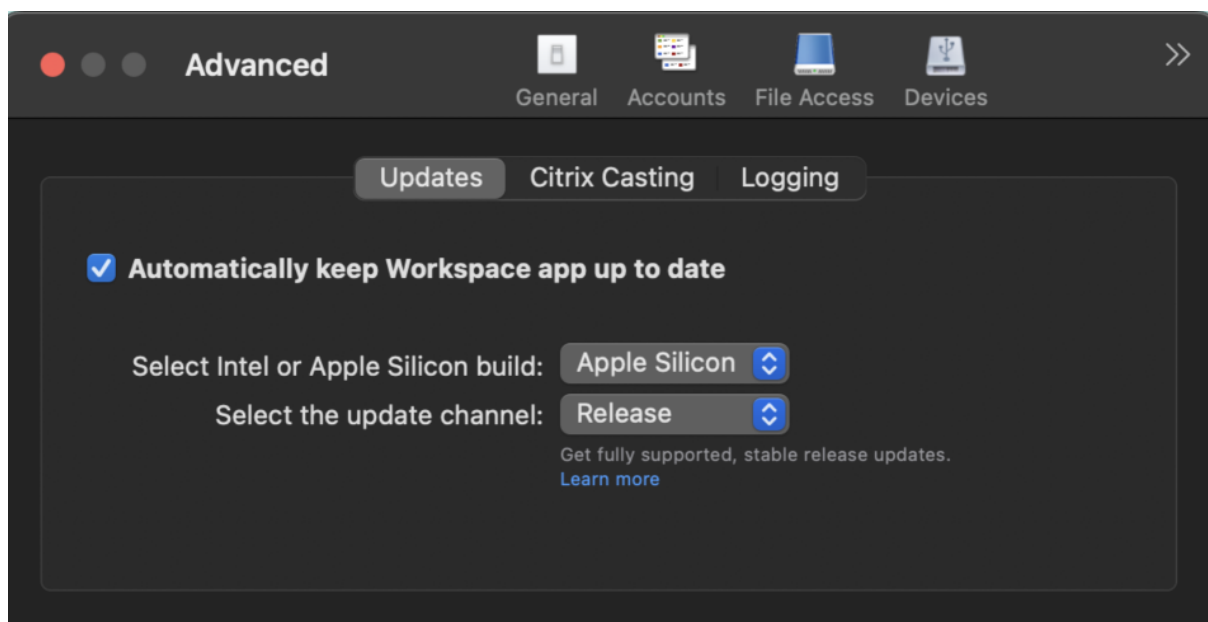 Advanced
General Accounts File Access Devices
Updates Citrix Casting Logging
Automatically keep Workspace app up to date
Select Intel or Apple Silicon build: Apple Silicon
Select the update channel: Release
Get fully supported, stable release updates.
Learn more